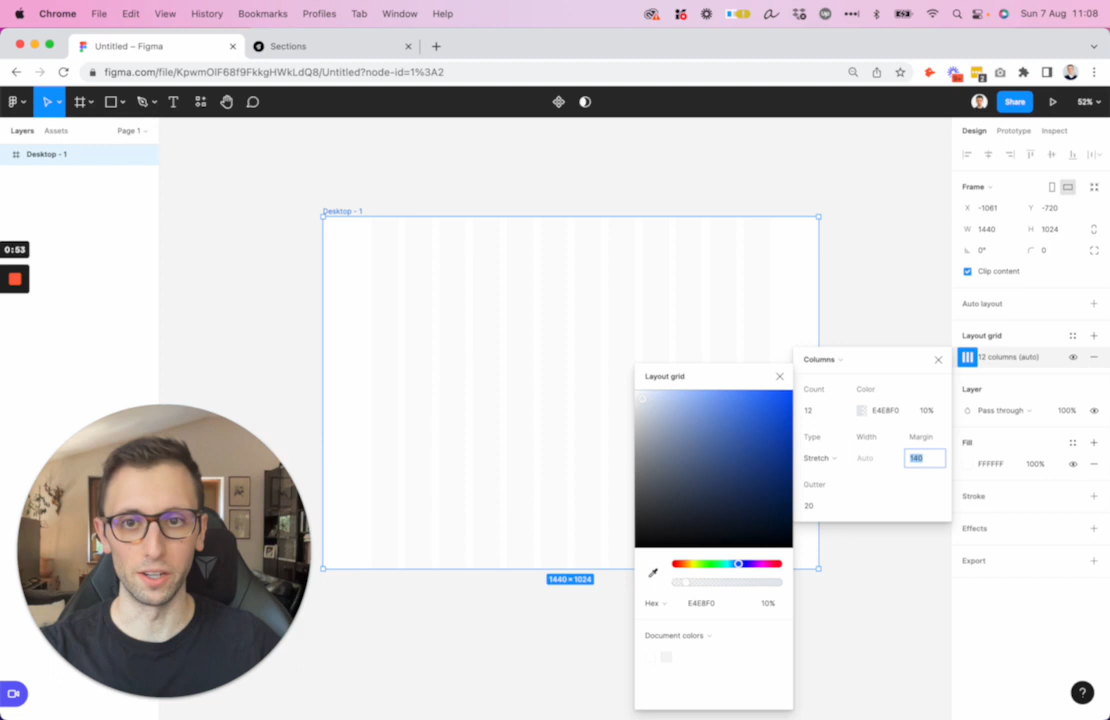 Chrome File Edit View History Bookmarks Profiles Tab Window Help Sun 7 Aug 11:08
Untitled – Figma Sections
figma.com/file/KpwmOlF68f9FkkgHWkLdQ8/Untitled?node-id=1%3A2
Share 52%
Layers Assets Page 1 Design Prototype Inspect
Desktop - 1
Frame
X -1061 Y -720
Desktop - 1
W 1440 H 1024
0° 0
0:53
Clip content
Auto layout
Layout grid
12 columns (auto)
Columns
Layout grid
Count Color
Layer
12 E4E8F0 10%
Pass through 100%
Type Width Margin
Fill
Stretch Auto 140
FFFFFF 100%
Gutter
Stroke
20
Effects
Export
1440 × 1024
Hex E4E8F0 10%
Document colors
?